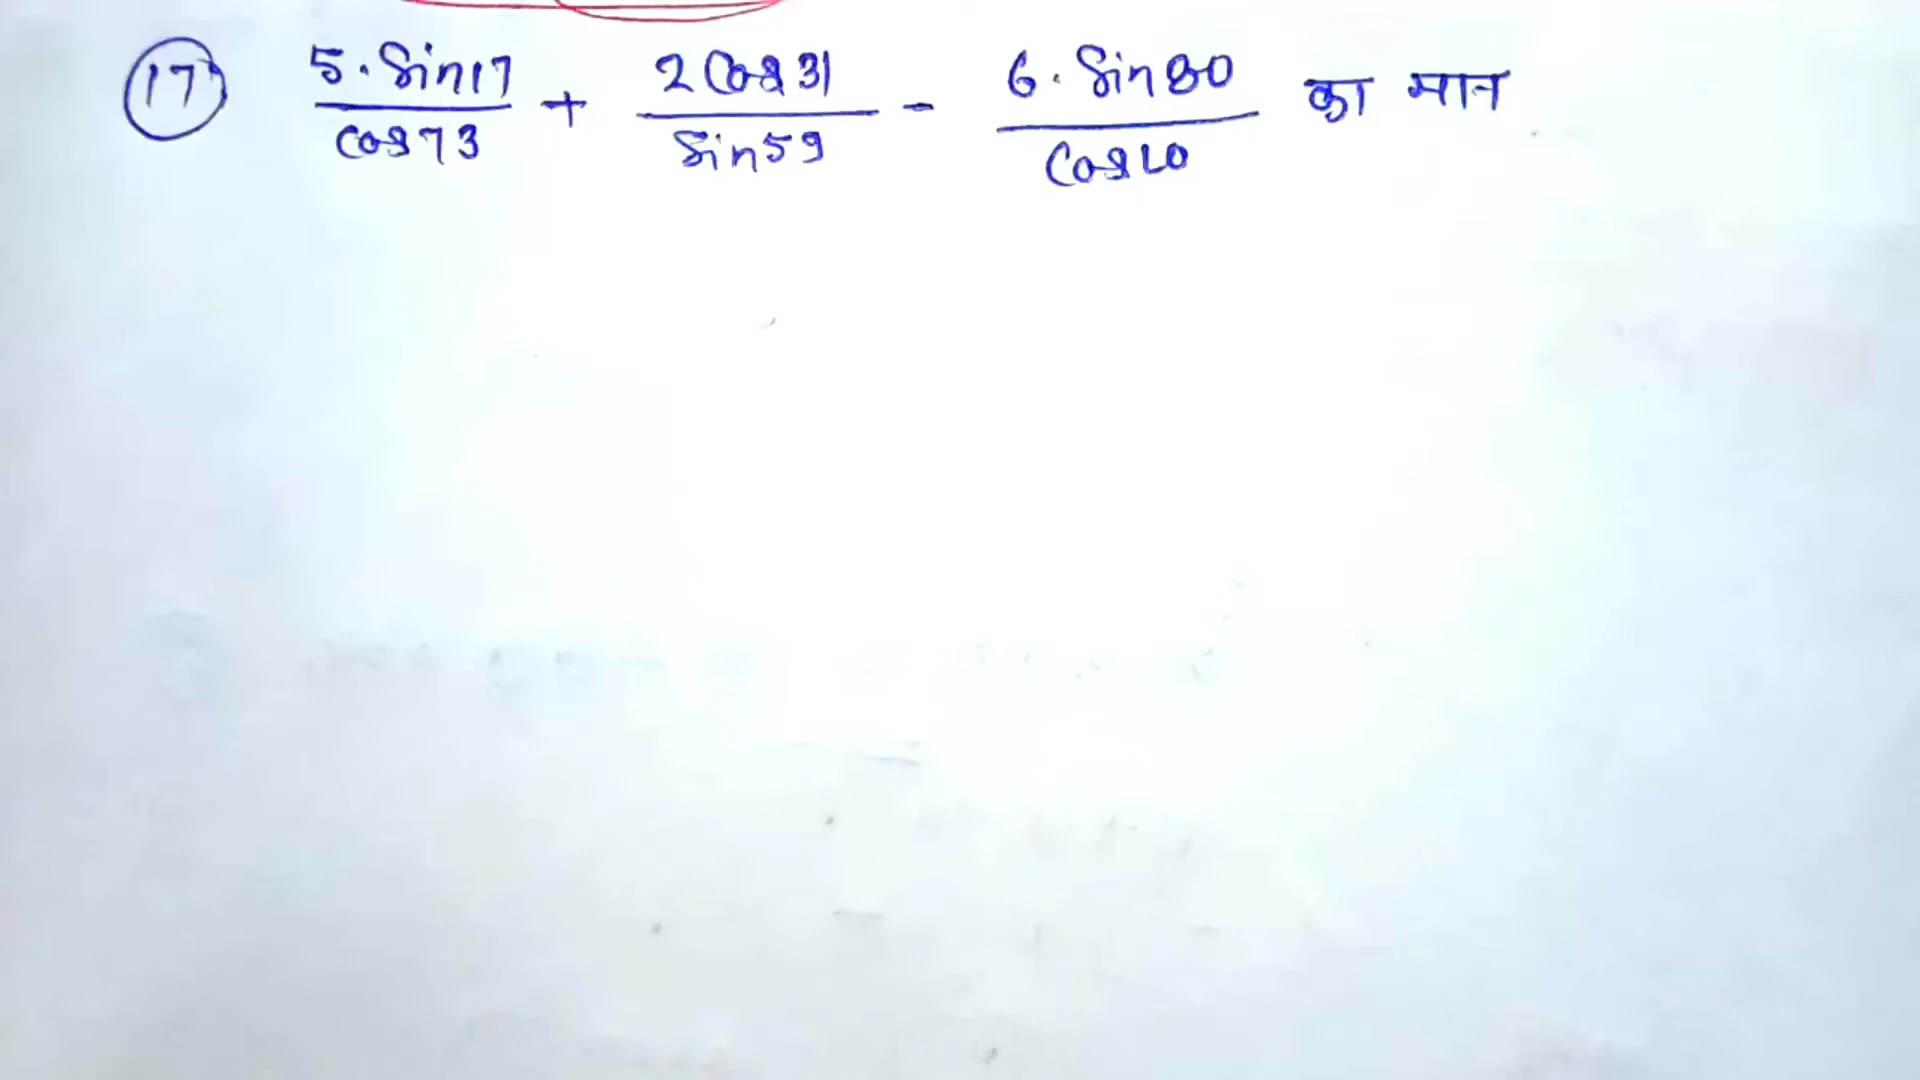 (17) 5·Sin17/Cos73 + 2Cos31/Sin59 - 6·Sin80/Cos10 का मान